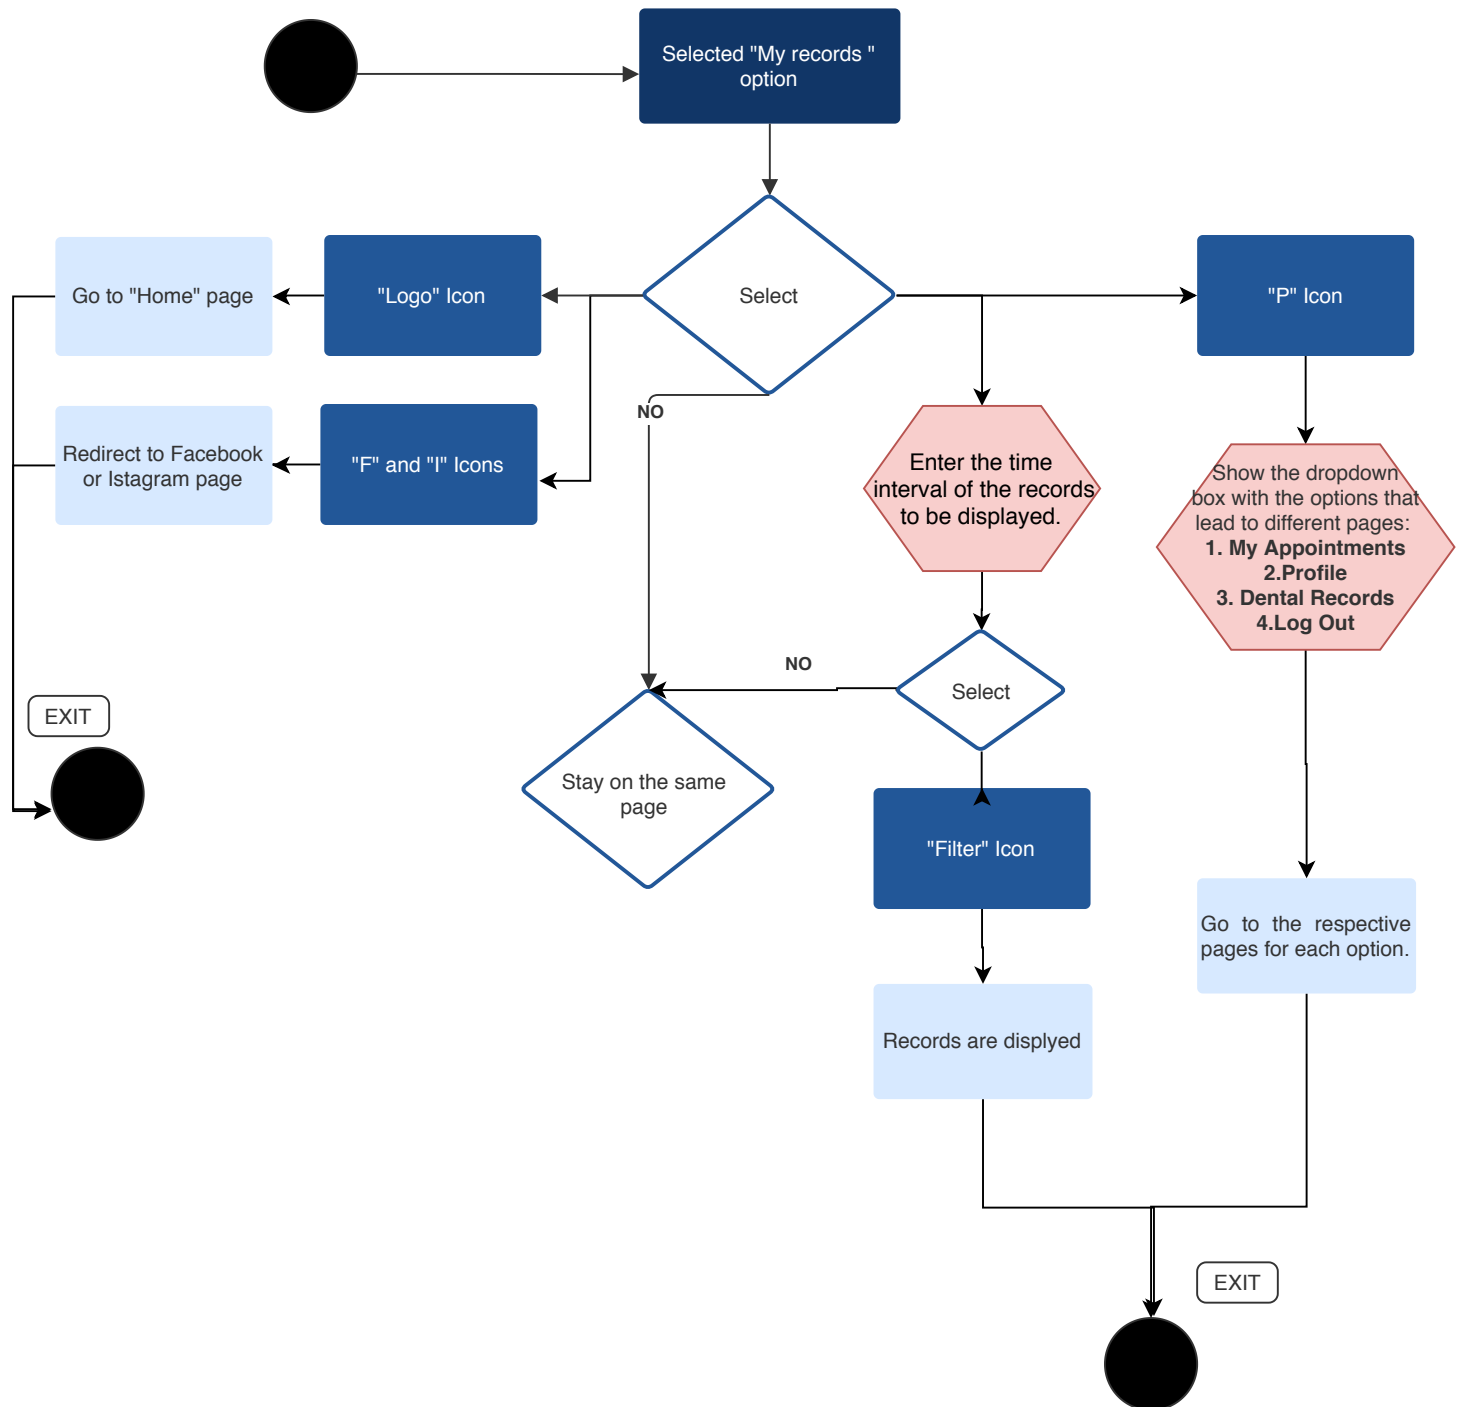 Selected "My records "
option
Select
"Logo" Icon
Go to "Home" page
"P" Icon
NO
"F" and "I" Icons
Redirect to Facebook
or Istagram page
Enter the time
interval of the records
to be displayed.
Show the dropdown
box with the options that
lead to different pages:
1. My Appointments
2.Profile
3. Dental Records
4.Log Out
NO
Select
EXIT
Stay on the same
page
"Filter" Icon
Go to the respective
pages for each option.
Records are displyed
EXIT